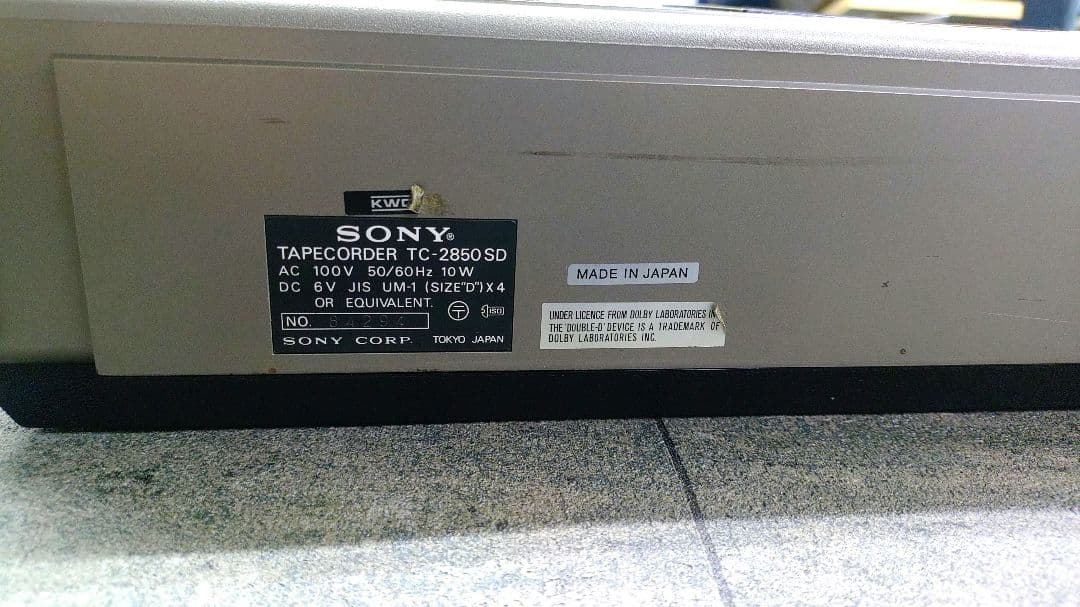 SONY®
TAPECORDER TC-2850SD
AC 100V 50/60Hz 10W
DC 6V JIS UM-1 (SIZE"D")X4
OR EQUIVALENT.
NO. 8A294
SONY CORP. TOKYO JAPAN
MADE IN JAPAN
UNDER LICENCE FROM DOLBY LABORATORIES
THE 'DOUBLE-D' DEVICE IS A TRADEMARK OF
DOLBY LABORATORIES INC.